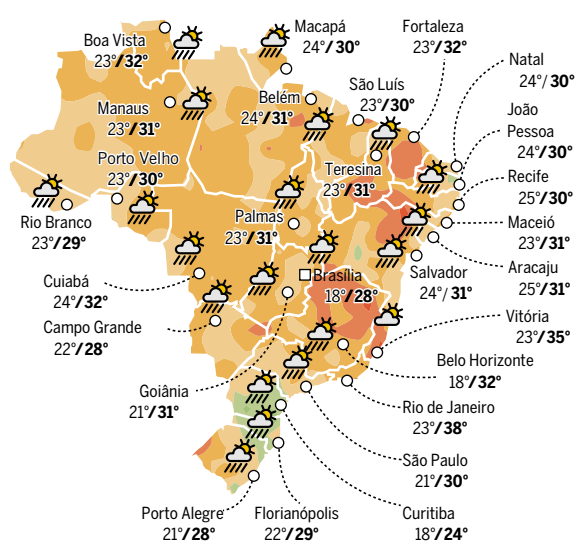 Boa Vista
23°/32°
Macapá
24°/30°
Fortaleza
23°/32°
Natal
24°/30°
Manaus
23°/31°
Belém
24°/31°
São Luís
23°/30°
João
Pessoa
24°/30°
Porto Velho
23°/30°
Teresina
23°/31°
Recife
25°/30°
Rio Branco
23°/29°
Palmas
23°/31°
Maceió
23°/31°
Aracaju
25°/31°
Cuiabá
24°/32°
Brasília
18°/28°
Salvador
24°/31°
Campo Grande
22°/28°
Vitória
23°/35°
Belo Horizonte
18°/32°
Goiânia
21°/31°
Rio de Janeiro
23°/38°
São Paulo
21°/30°
Porto Alegre
21°/28°
Florianópolis
22°/29°
Curitiba
18°/24°